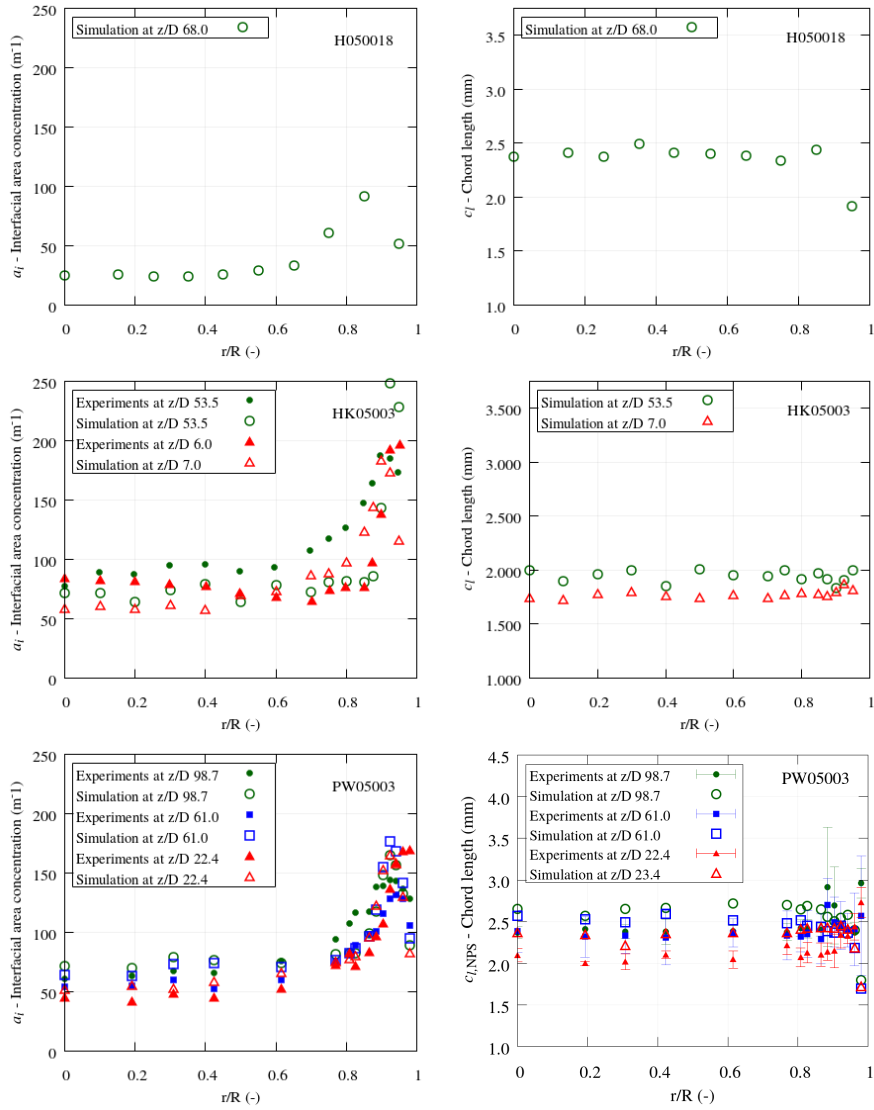 Simulation at z/D 68.0
H050018
250
200
150
100
50
0
a_i - Interfacial area concentration (m^-1)
0
0.2
0.4
0.6
0.8
1
r/R (-)
Simulation at z/D 68.0
H050018
3.5
3.0
2.5
2.0
1.5
1.0
c_l - Chord length (mm)
0
0.2
0.4
0.6
0.8
1
r/R (-)
Experiments at z/D 53.5
Simulation at z/D 53.5
Experiments at z/D 6.0
Simulation at z/D 7.0
HK05003
250
200
150
100
50
0
a_i - Interfacial area concentration (m^-1)
0
0.2
0.4
0.6
0.8
1
r/R (-)
Simulation at z/D 53.5
Simulation at z/D 7.0
HK05003
3.500
3.000
2.500
2.000
1.500
1.000
c_l - Chord length (mm)
0
0.2
0.4
0.6
0.8
1
r/R (-)
Experiments at z/D 98.7
Simulation at z/D 98.7
Experiments at z/D 61.0
Simulation at z/D 61.0
Experiments at z/D 22.4
Simulation at z/D 22.4
PW05003
250
200
150
100
50
0
a_i - Interfacial area concentration (m^-1)
0
0.2
0.4
0.6
0.8
1
r/R (-)
Experiments at z/D 98.7
Simulation at z/D 98.7
Experiments at z/D 61.0
Simulation at z/D 61.0
Experiments at z/D 22.4
Simulation at z/D 23.4
PW05003
4.5
4.0
3.5
3.0
2.5
2.0
1.5
1.0
c_l,NPS - Chord length (mm)
0
0.2
0.4
0.6
0.8
1
r/R (-)